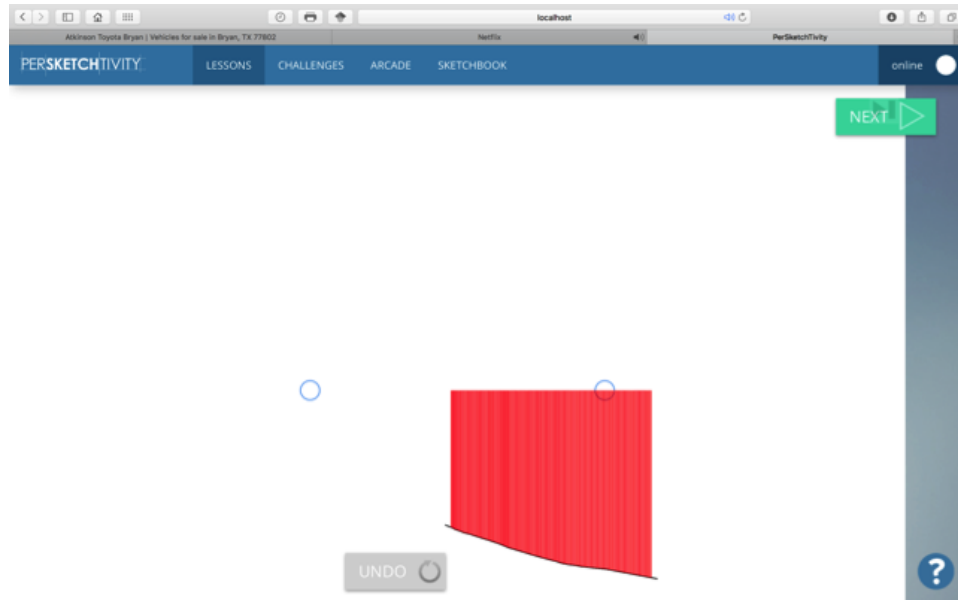 localhost
Atkinson Toyota Bryan | Vehicles for sale in Bryan, TX 77802
Netflix
PerSketchTivity
PERSKETCHTIVITY
LESSONS
CHALLENGES
ARCADE
SKETCHBOOK
online
NEXT
UNDO
?